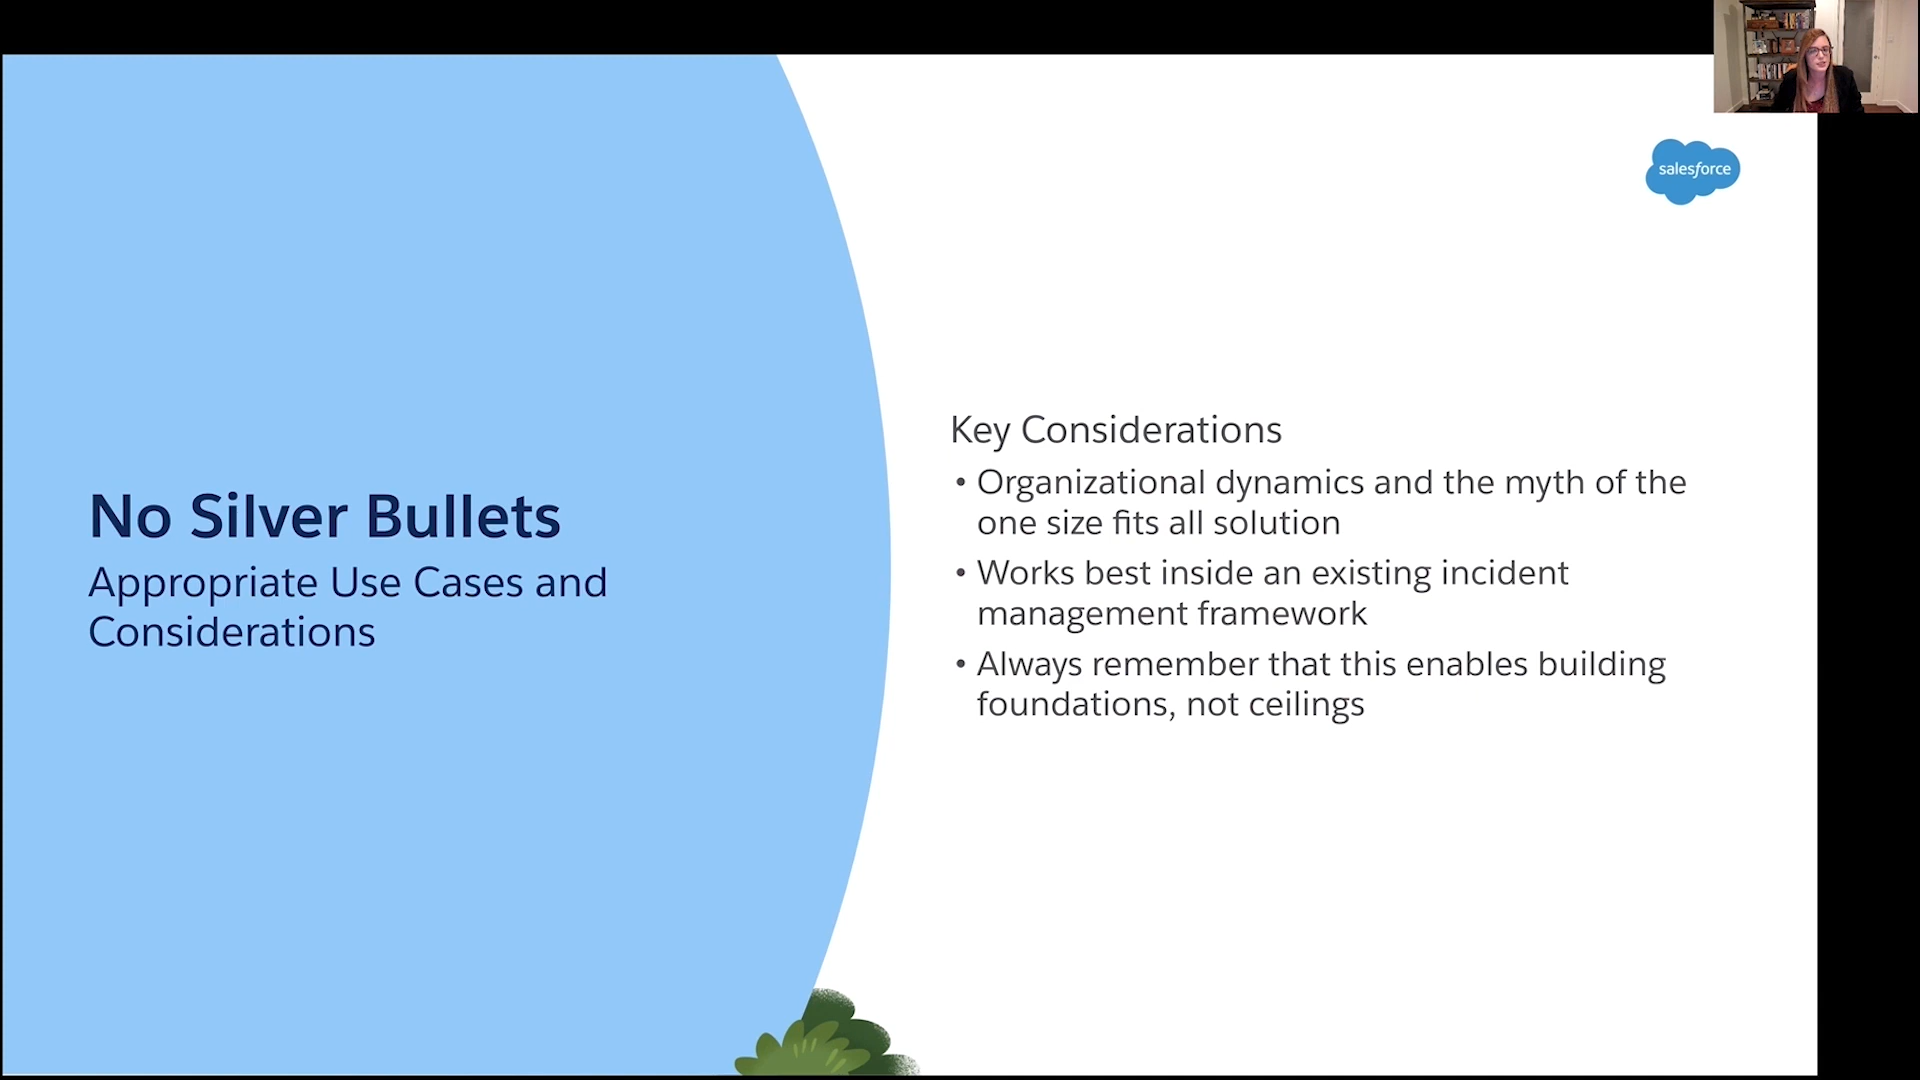 salesforce
No Silver Bullets
Appropriate Use Cases and
Considerations
Key Considerations
• Organizational dynamics and the myth of the
one size fits all solution
• Works best inside an existing incident
management framework
• Always remember that this enables building
foundations, not ceilings